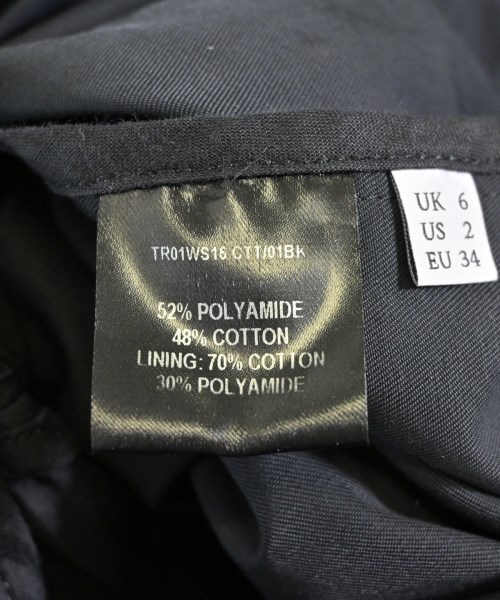 TR01WS16 CTT/01BK
52% POLYAMIDE
48% COTTON
LINING: 70% COTTON
30% POLYAMIDE
UK 6
US 2
EU 34